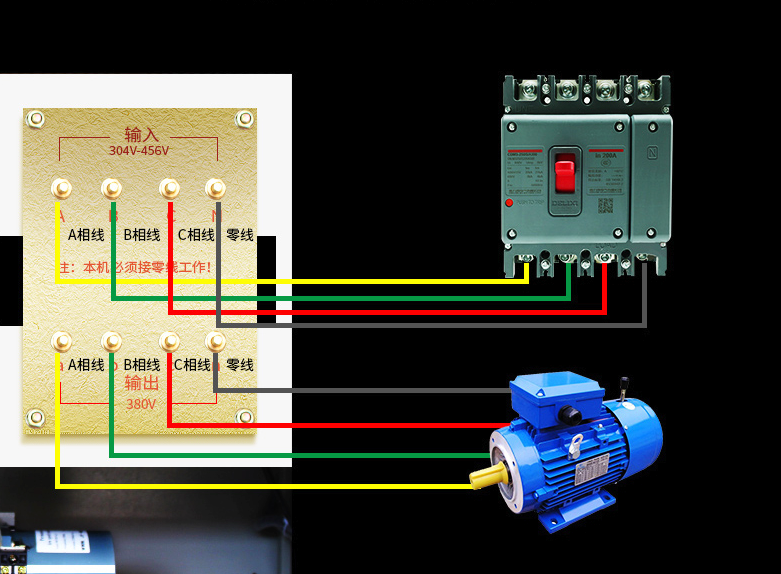 输入
304V-456V
A B C N
A相线 B相线 C相线 零线
注：本机必须接零线工作!
A相线 B相线 C相线 零线
a b c n
输出
380V
In 200A
N